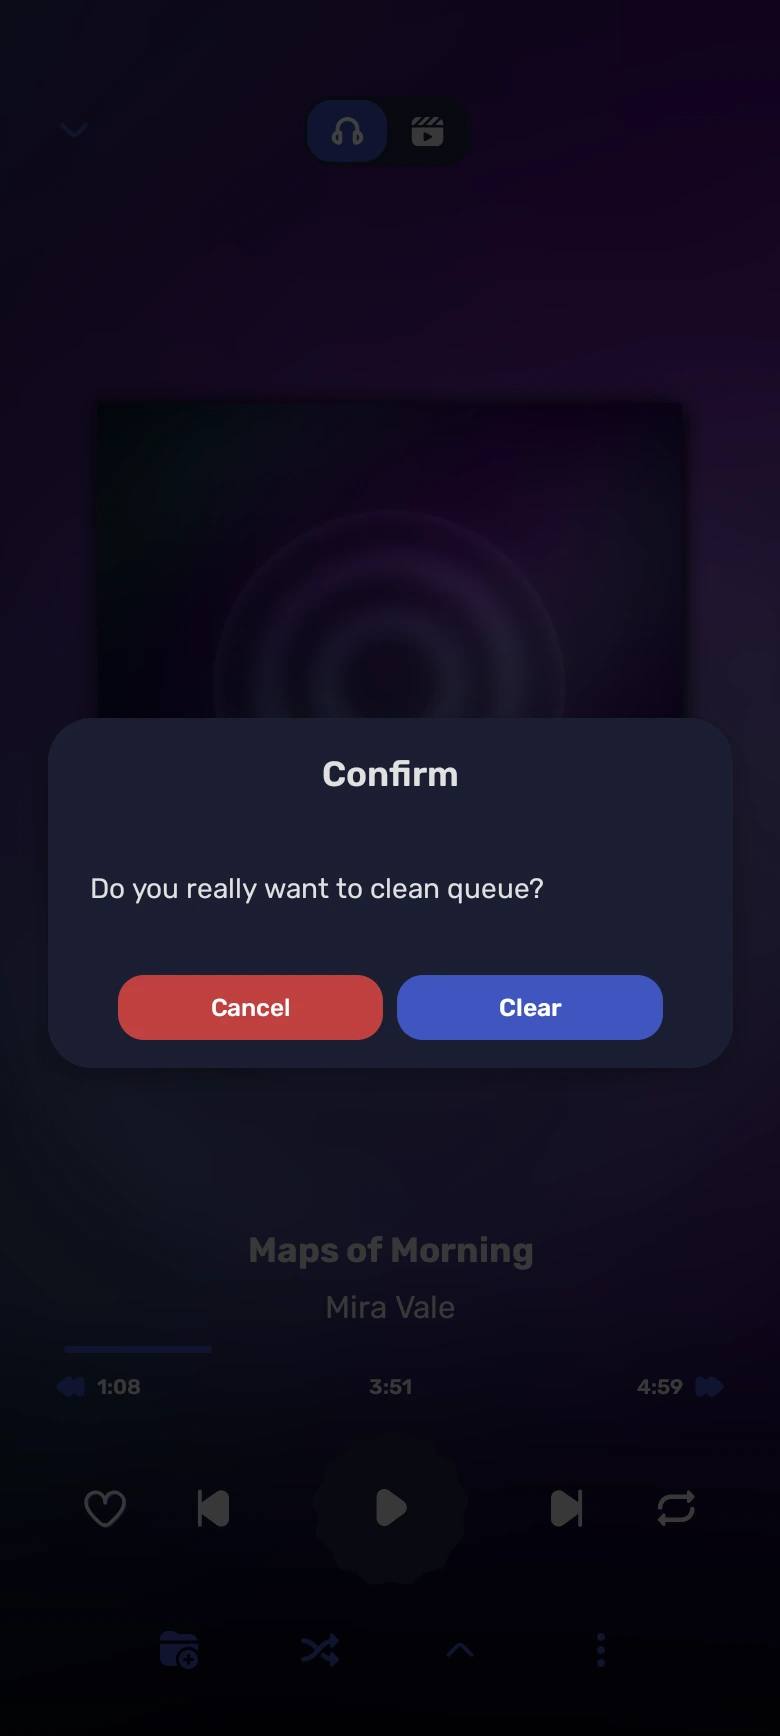 Confirm
Do you really want to clean queue?
Cancel
Clear
Maps of Morning
Mira Vale
1:08
3:51
4:59